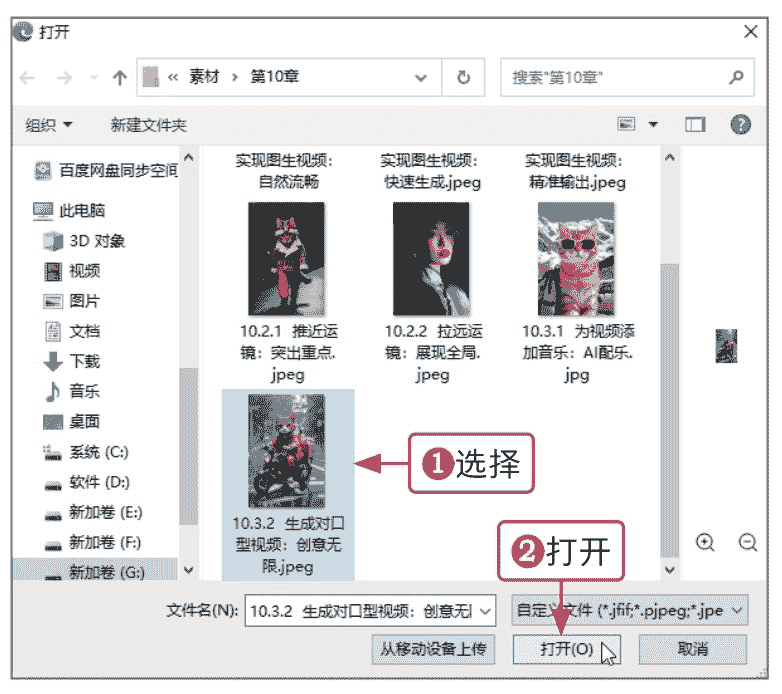 打开
« 素材 › 第10章
搜索"第10章"
组织
新建文件夹
百度网盘同步空间
此电脑
3D 对象
视频
图片
文档
下载
音乐
桌面
系统 (C:)
软件 (D:)
新加卷 (E:)
新加卷 (F:)
新加卷 (G:)
实现图生视频：
自然流畅
实现图生视频：
快速生成.jpeg
实现图生视频：
精准输出.jpeg
10.2.1 推近运
镜：突出重点.
jpeg
10.2.2 拉远运
镜：展现全局.
jpeg
10.3.1 为视频添
加音乐：AI配乐.
jpg
10.3.2 生成对口
型视频：创意无
限.jpeg
❶选择
❷打开
文件名(N):
10.3.2 生成对口型视频：创意无
自定义文件 (*.jfif;*.pjpeg;*.jpe
从移动设备上传
打开(O)
取消